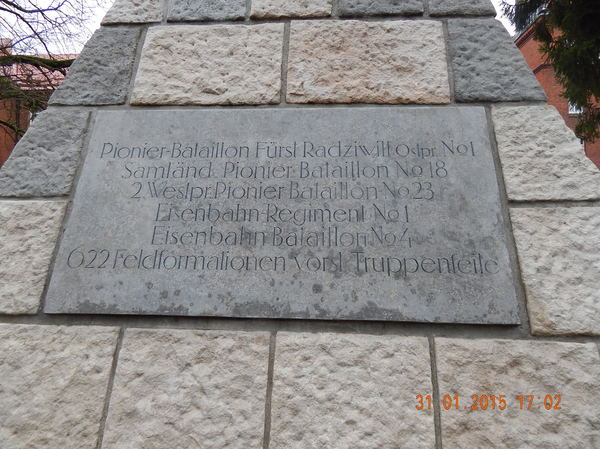 Pionier-Bataillon Fürst Radziwill Ostpr. No 1
Samländ. Pionier Bataillon No 18
2. Westpr. Pionier Bataillon No 23
Eisenbahn-Regiment No 1
Eisenbahn Bataillon No 4
622 Feldformationen vorst. Truppenteile
31 01 2015 17 02